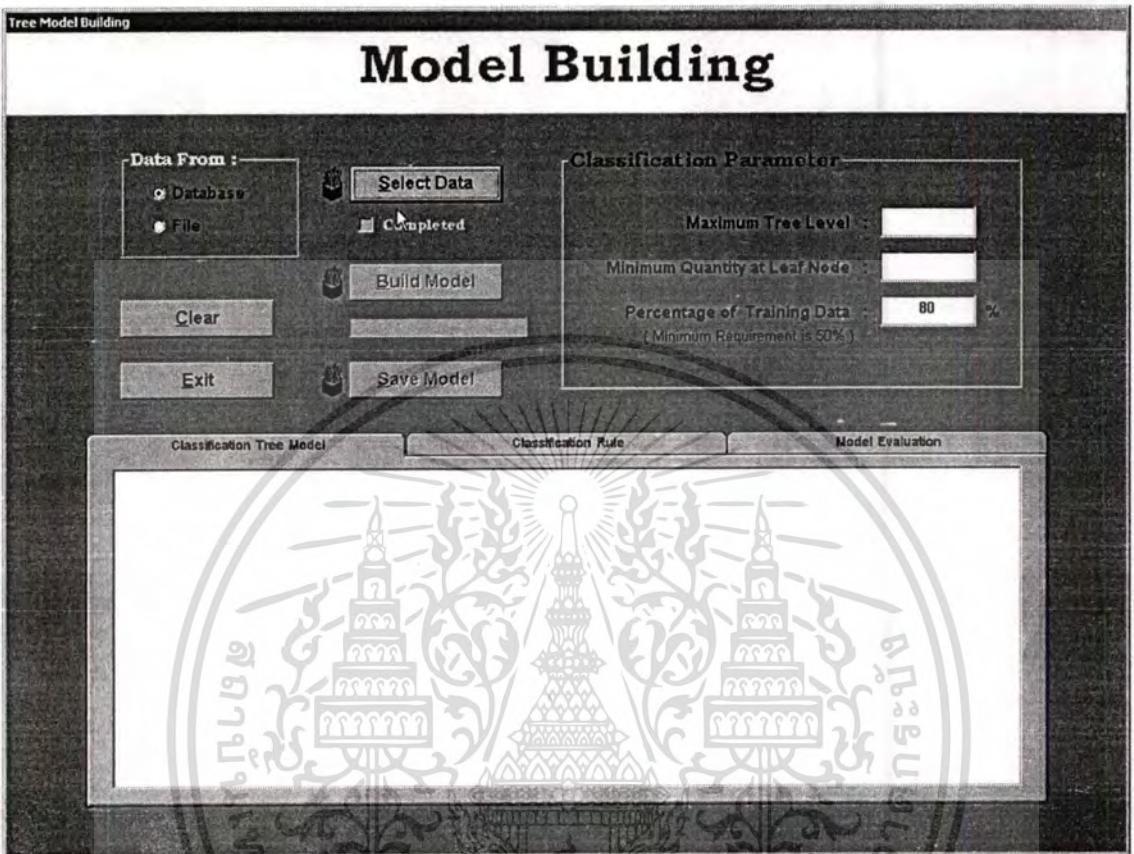 Tree Model Building
Model Building
Data From :
Database
File
Select Data
Completed
Build Model
Clear
Exit
Save Model
Classification Parameter
Maximum Tree Level :
Minimum Quantity at Leaf Node :
Percentage of Training Data : 80 %
( Minimum Requirement is 50% )
Classification Tree Model
Classification Rule
Model Evaluation